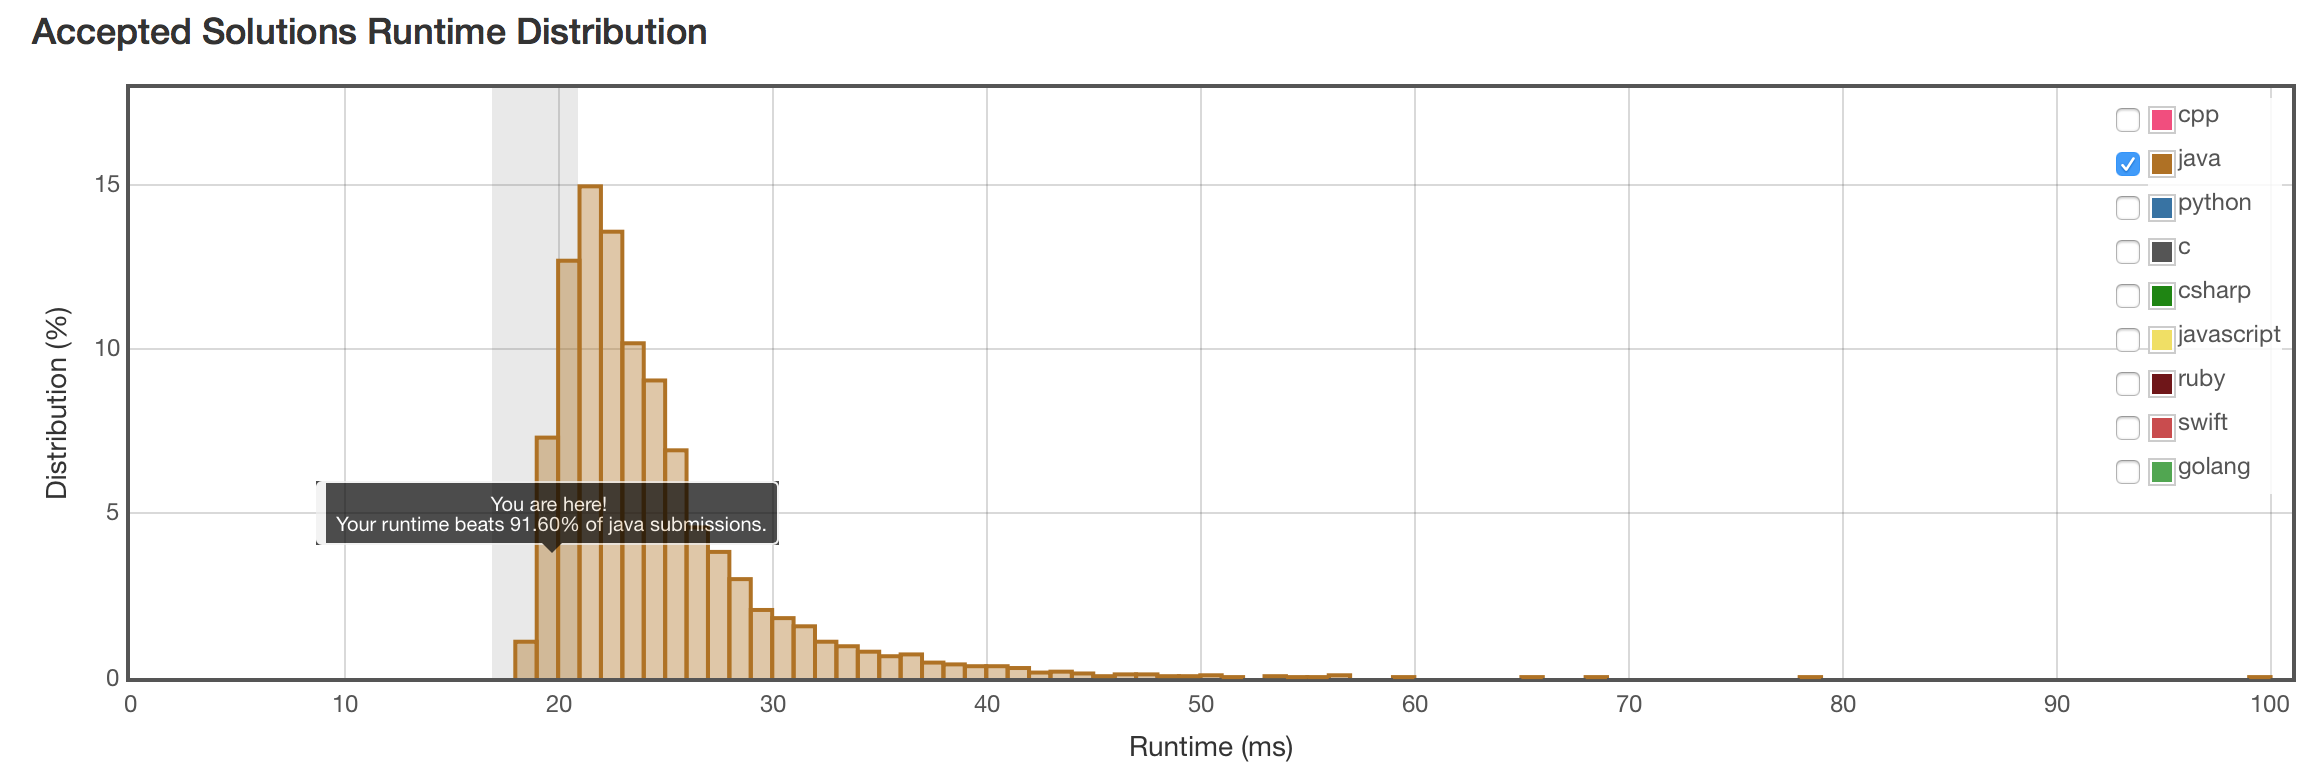 Accepted Solutions Runtime Distribution
cpp
java
python
c
csharp
javascript
ruby
swift
golang
15
10
5
0
Distribution (%)
You are here!
Your runtime beats 91.60% of java submissions.
0 10 20 30 40 50 60 70 80 90 100
Runtime (ms)